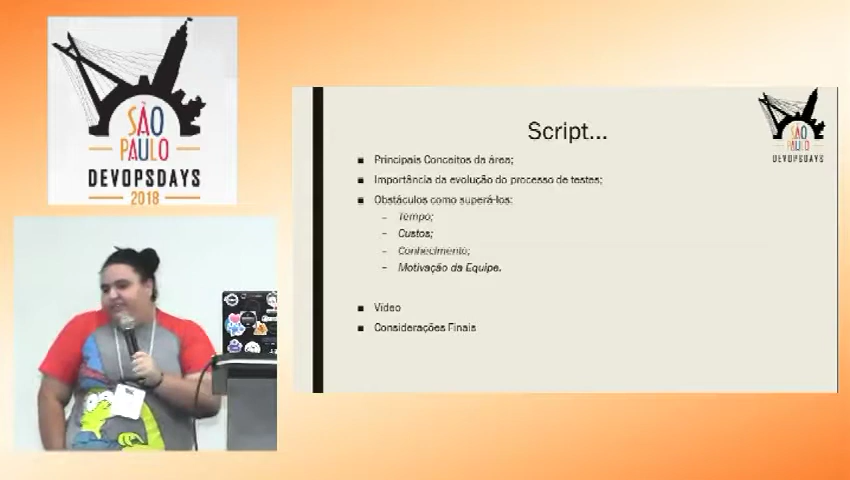 SÃO
PAULO
DEVOPSDAYS
2018
Script...
SÃO
PAULO
DEVOPSDAYS
■ Principais Conceitos da área;
■ Importância da evolução do processo de testes;
■ Obstáculos como superá-los:
– Tempo;
– Custos;
– Conhecimento;
– Motivação da Equipe.
■ Vídeo
■ Considerações Finais